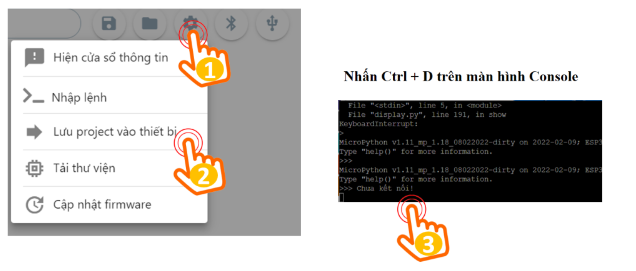 Hiện cửa sổ thông tin
1
Nhập lệnh
Lưu project vào thiết bị
2
Tải thư viện
Cập nhật firmware
Nhấn Ctrl + D trên màn hình Console
File "<stdin>", line 5, in <module>
File "display.py", line 191, in show
KeyboardInterrupt:
>
MicroPython v1.11_mp_1.18_08022022-dirty on 2022-02-09; ESP3
Type "help()" for more information.
>>>
MicroPython v1.11_mp_1.18_08022022-dirty on 2022-02-09; ESP3
Type "help()" for more information.
>>> Chua kết nối!
3